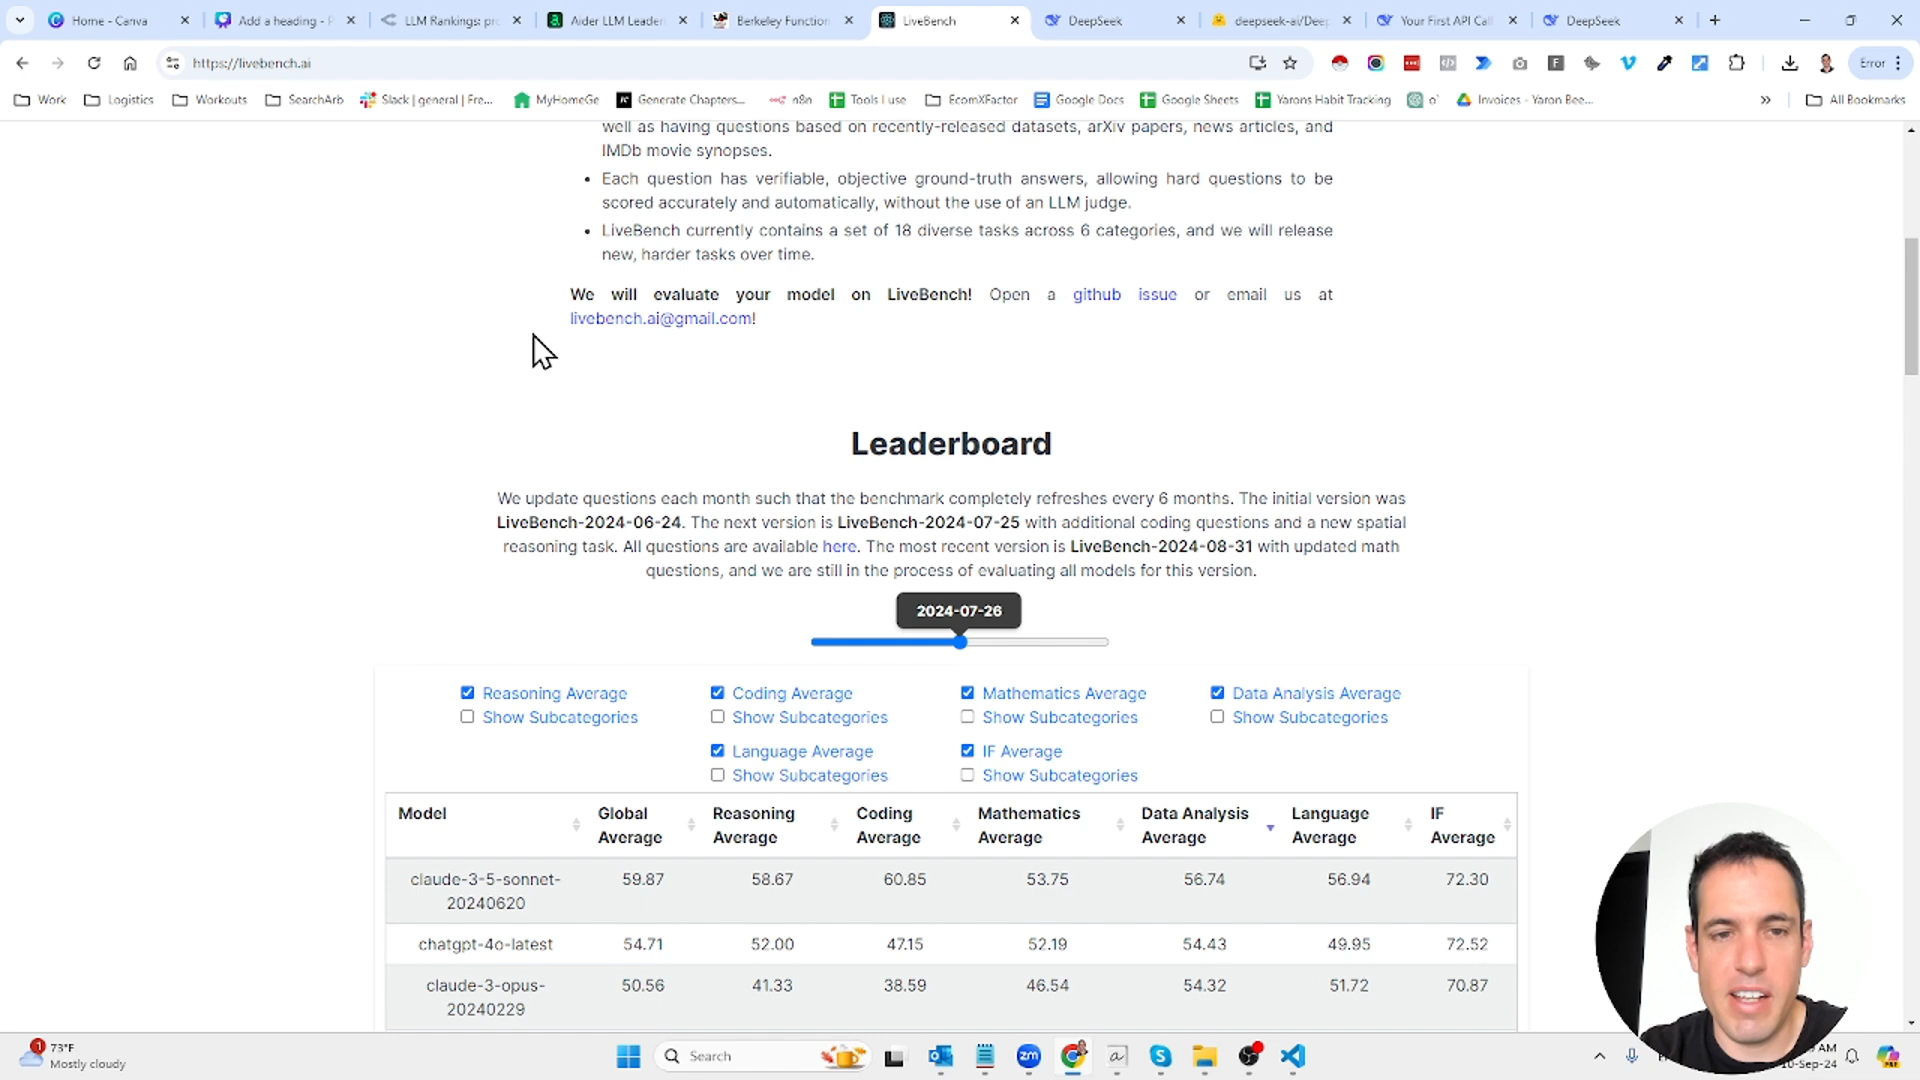 Home - Canva
Add a heading - P
LLM Rankings: pro
Aider LLM Leader
Berkeley Function
LiveBench
DeepSeek
deepseek-ai/Deep
Your First API Call
DeepSeek
https://livebench.ai
Error
Work
Logistics
Workouts
SearchArb
Slack | general | Fre...
MyHomeGe
Generate Chapters...
n8n
Tools I use
EcomXFactor
Google Docs
Google Sheets
Yarons Habit Tracking
Invoices - Yaron Bee...
All Bookmarks
well as having questions based on recently-released datasets, arXiv papers, news articles, and
IMDb movie synopses.
• Each question has verifiable, objective ground-truth answers, allowing hard questions to be
scored accurately and automatically, without the use of an LLM judge.
• LiveBench currently contains a set of 18 diverse tasks across 6 categories, and we will release
new, harder tasks over time.
We will evaluate your model on LiveBench! Open a github issue or email us at
livebench.ai@gmail.com!
Leaderboard
We update questions each month such that the benchmark completely refreshes every 6 months. The initial version was
LiveBench-2024-06-24. The next version is LiveBench-2024-07-25 with additional coding questions and a new spatial
reasoning task. All questions are available here. The most recent version is LiveBench-2024-08-31 with updated math
questions, and we are still in the process of evaluating all models for this version.
2024-07-26
Reasoning Average Coding Average Mathematics Average Data Analysis Average
Show Subcategories Show Subcategories Show Subcategories Show Subcategories
Language Average IF Average
Show Subcategories Show Subcategories
Model Global Average Reasoning Average Coding Average Mathematics Average Data Analysis Average Language Average IF Average
claude-3-5-sonnet-20240620 59.87 58.67 60.85 53.75 56.74 56.94 72.30
chatgpt-4o-latest 54.71 52.00 47.15 52.19 54.43 49.95 72.52
claude-3-opus-20240229 50.56 41.33 38.59 46.54 54.32 51.72 70.87
1
73°F
Mostly cloudy
Search
zm
AM
10-Sep-24